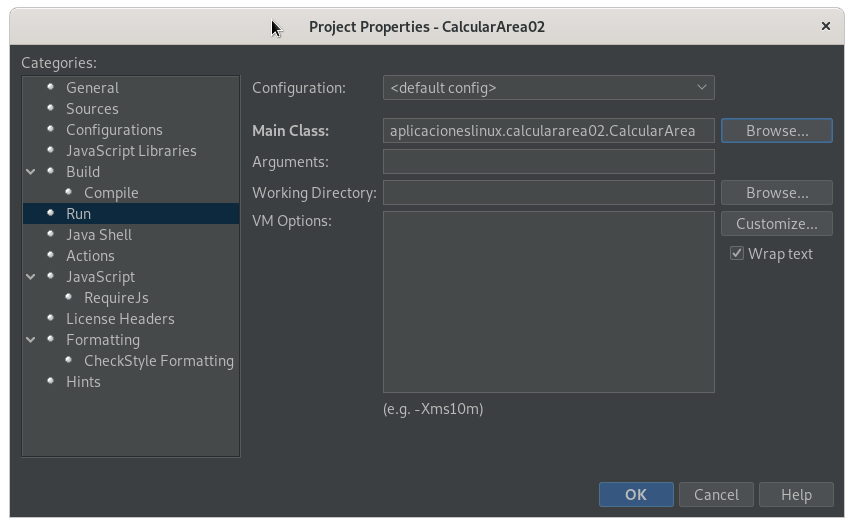 Project Properties - CalcularArea02
Categories:
General
Sources
Configurations
JavaScript Libraries
Build
Compile
Run
Java Shell
Actions
JavaScript
RequireJs
License Headers
Formatting
CheckStyle Formatting
Hints
Configuration: <default config>
Main Class: aplicacioneslinux.calculararea02.CalcularArea Browse...
Arguments:
Working Directory: Browse...
VM Options: Customize...
Wrap text
(e.g. -Xms10m)
OK Cancel Help